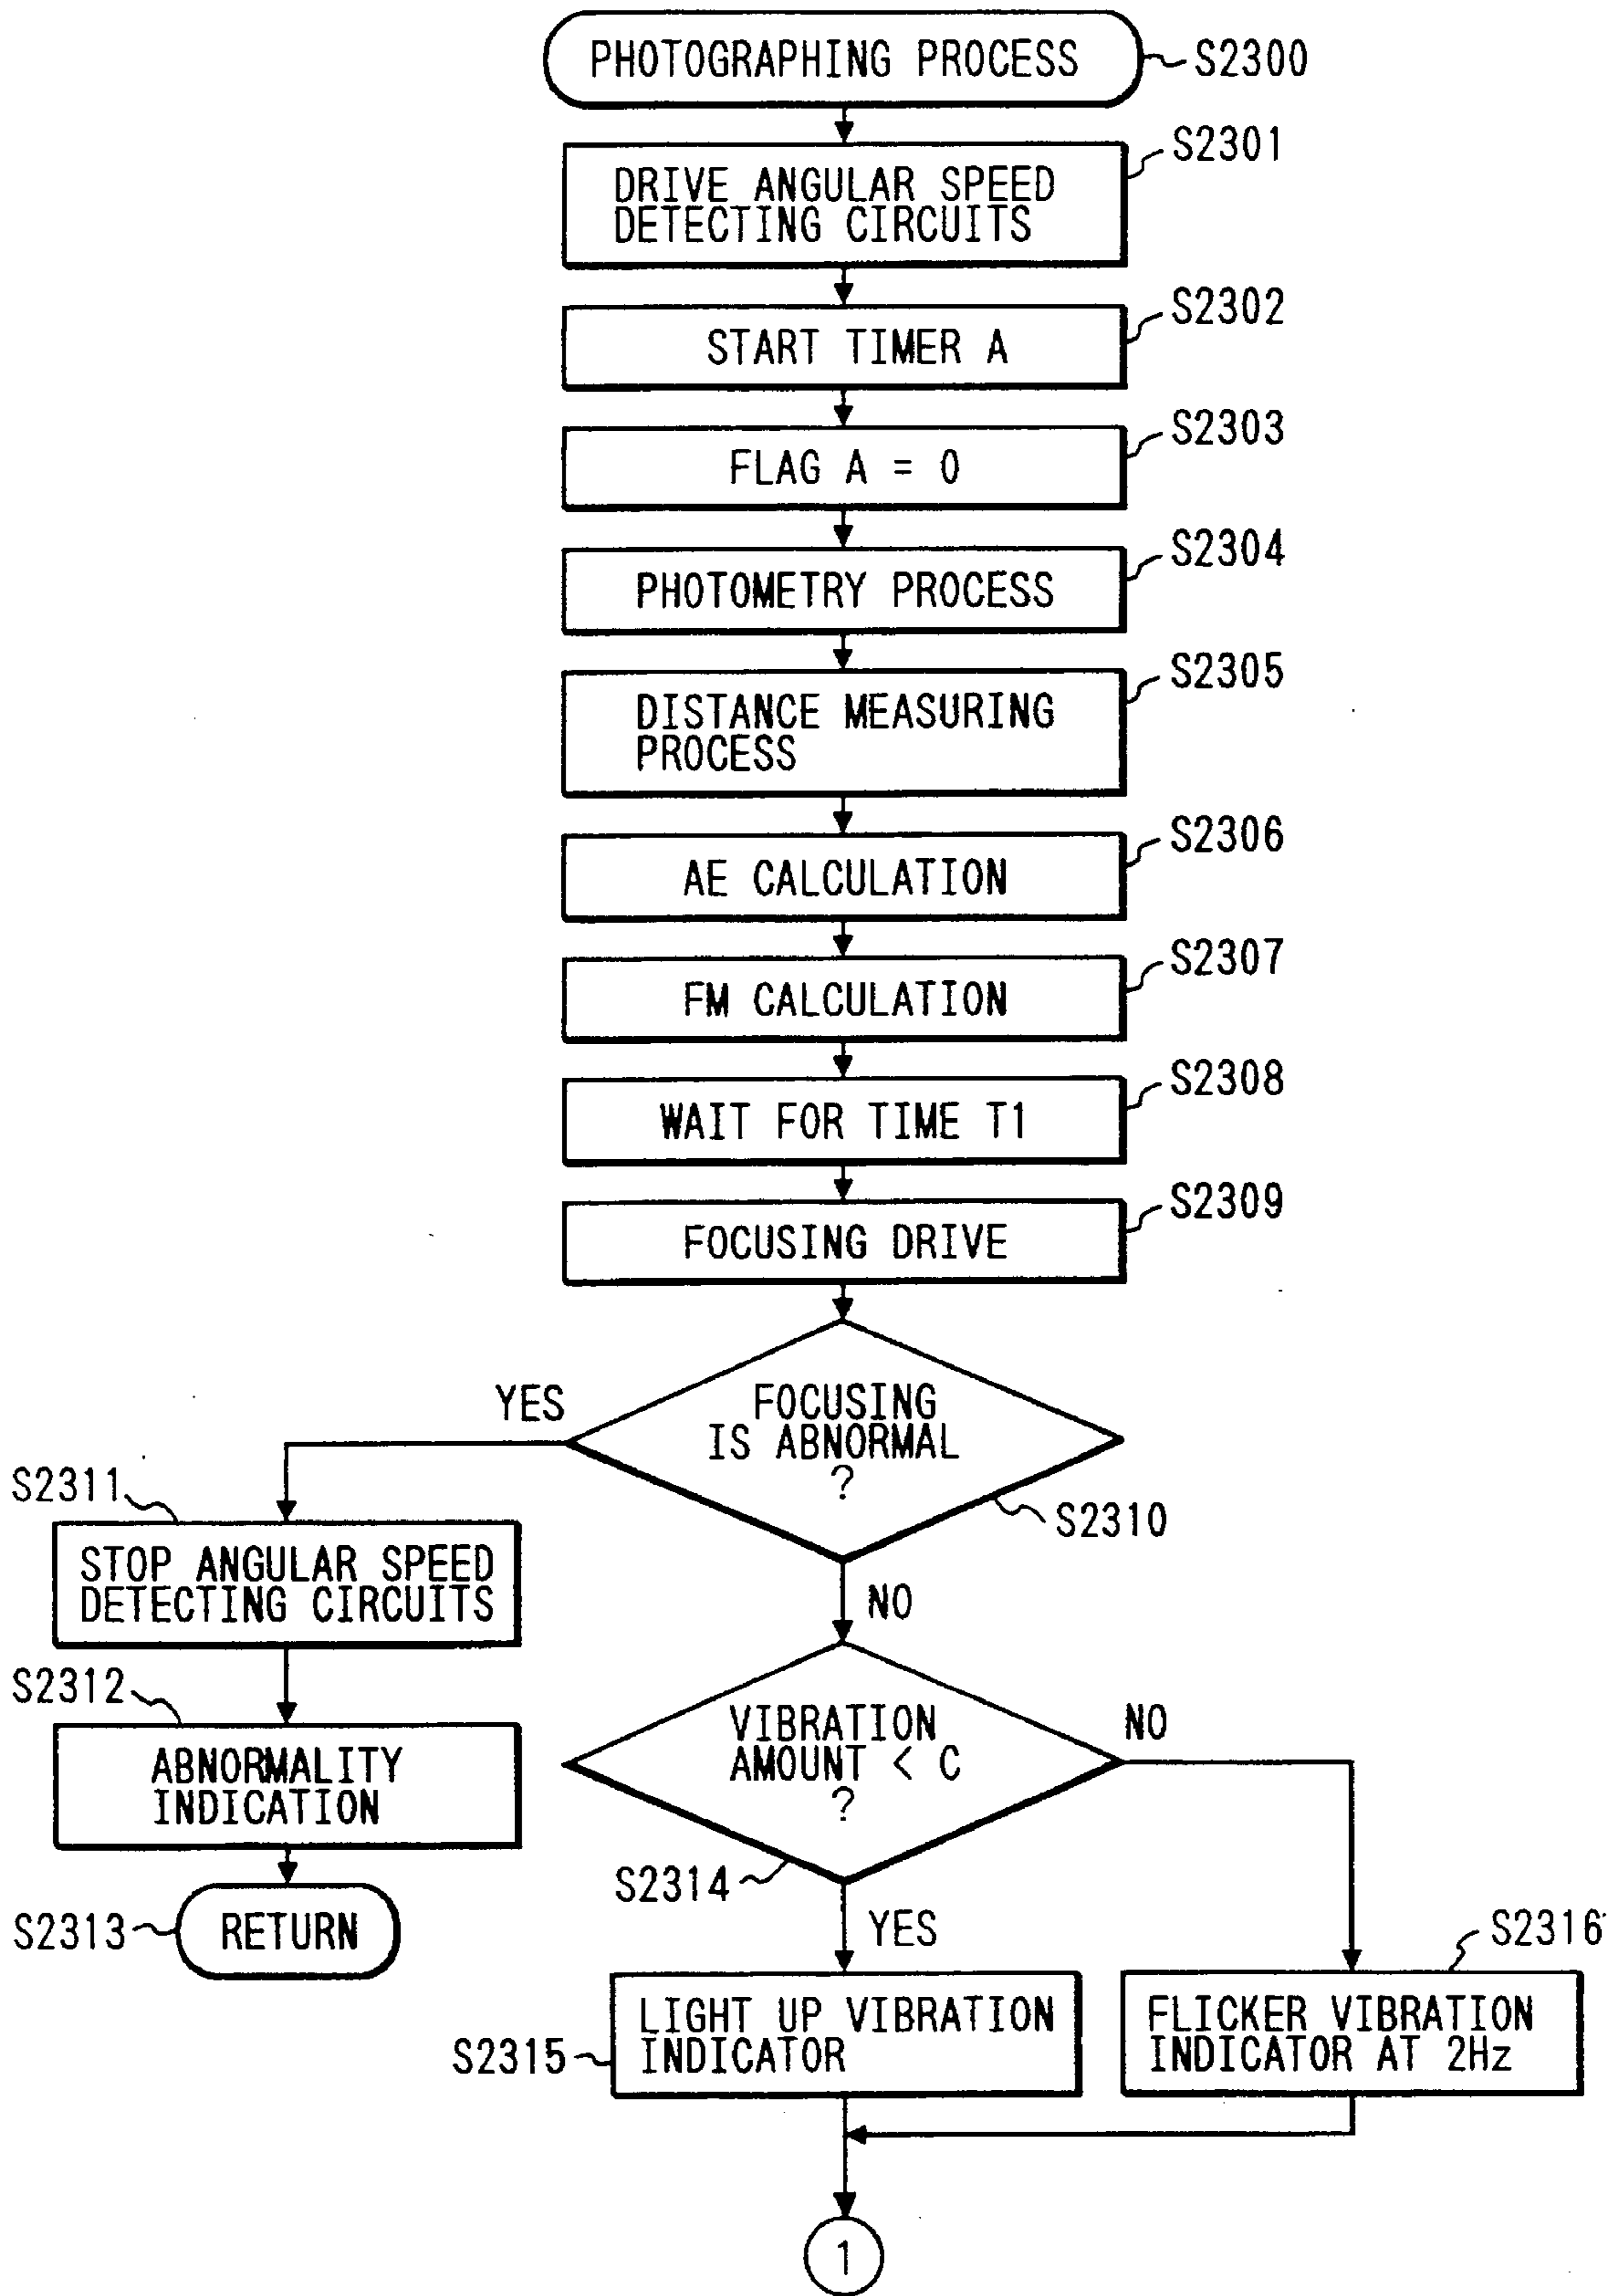 PHOTOGRAPHING PROCESS
S2300
S2301
DRIVE ANGULAR SPEED
DETECTING CIRCUITS
S2302
START TIMER A
S2303
FLAG A = 0
S2304
PHOTOMETRY PROCESS
S2305
DISTANCE MEASURING
PROCESS
S2306
AE CALCULATION
S2307
FM CALCULATION
S2308
WAIT FOR TIME T1
S2309
FOCUSING DRIVE
YES
FOCUSING
IS ABNORMAL
?
S2310
S2311
STOP ANGULAR SPEED
DETECTING CIRCUITS
NO
S2312
ABNORMALITY
INDICATION
VIBRATION
AMOUNT < C
?
NO
S2314
S2313
RETURN
YES
S2316
S2315
LIGHT UP VIBRATION
INDICATOR
FLICKER VIBRATION
INDICATOR AT 2Hz
1